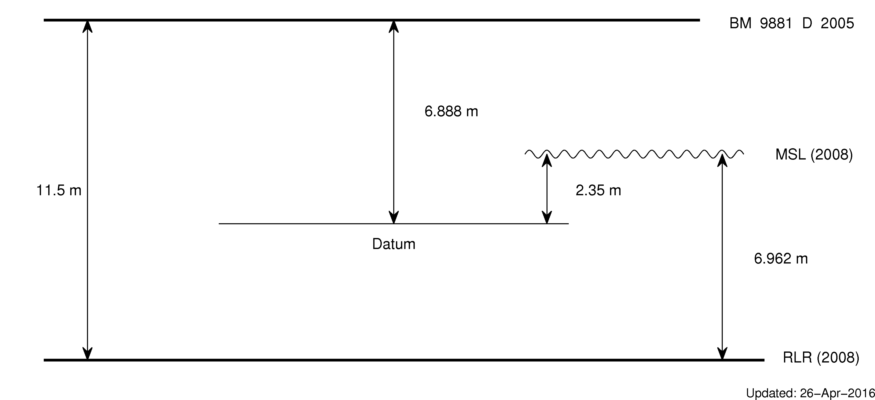 BM 9881 D 2005
6.888 m
MSL (2008)
11.5 m
2.35 m
Datum
6.962 m
RLR (2008)
Updated: 26−Apr−2016